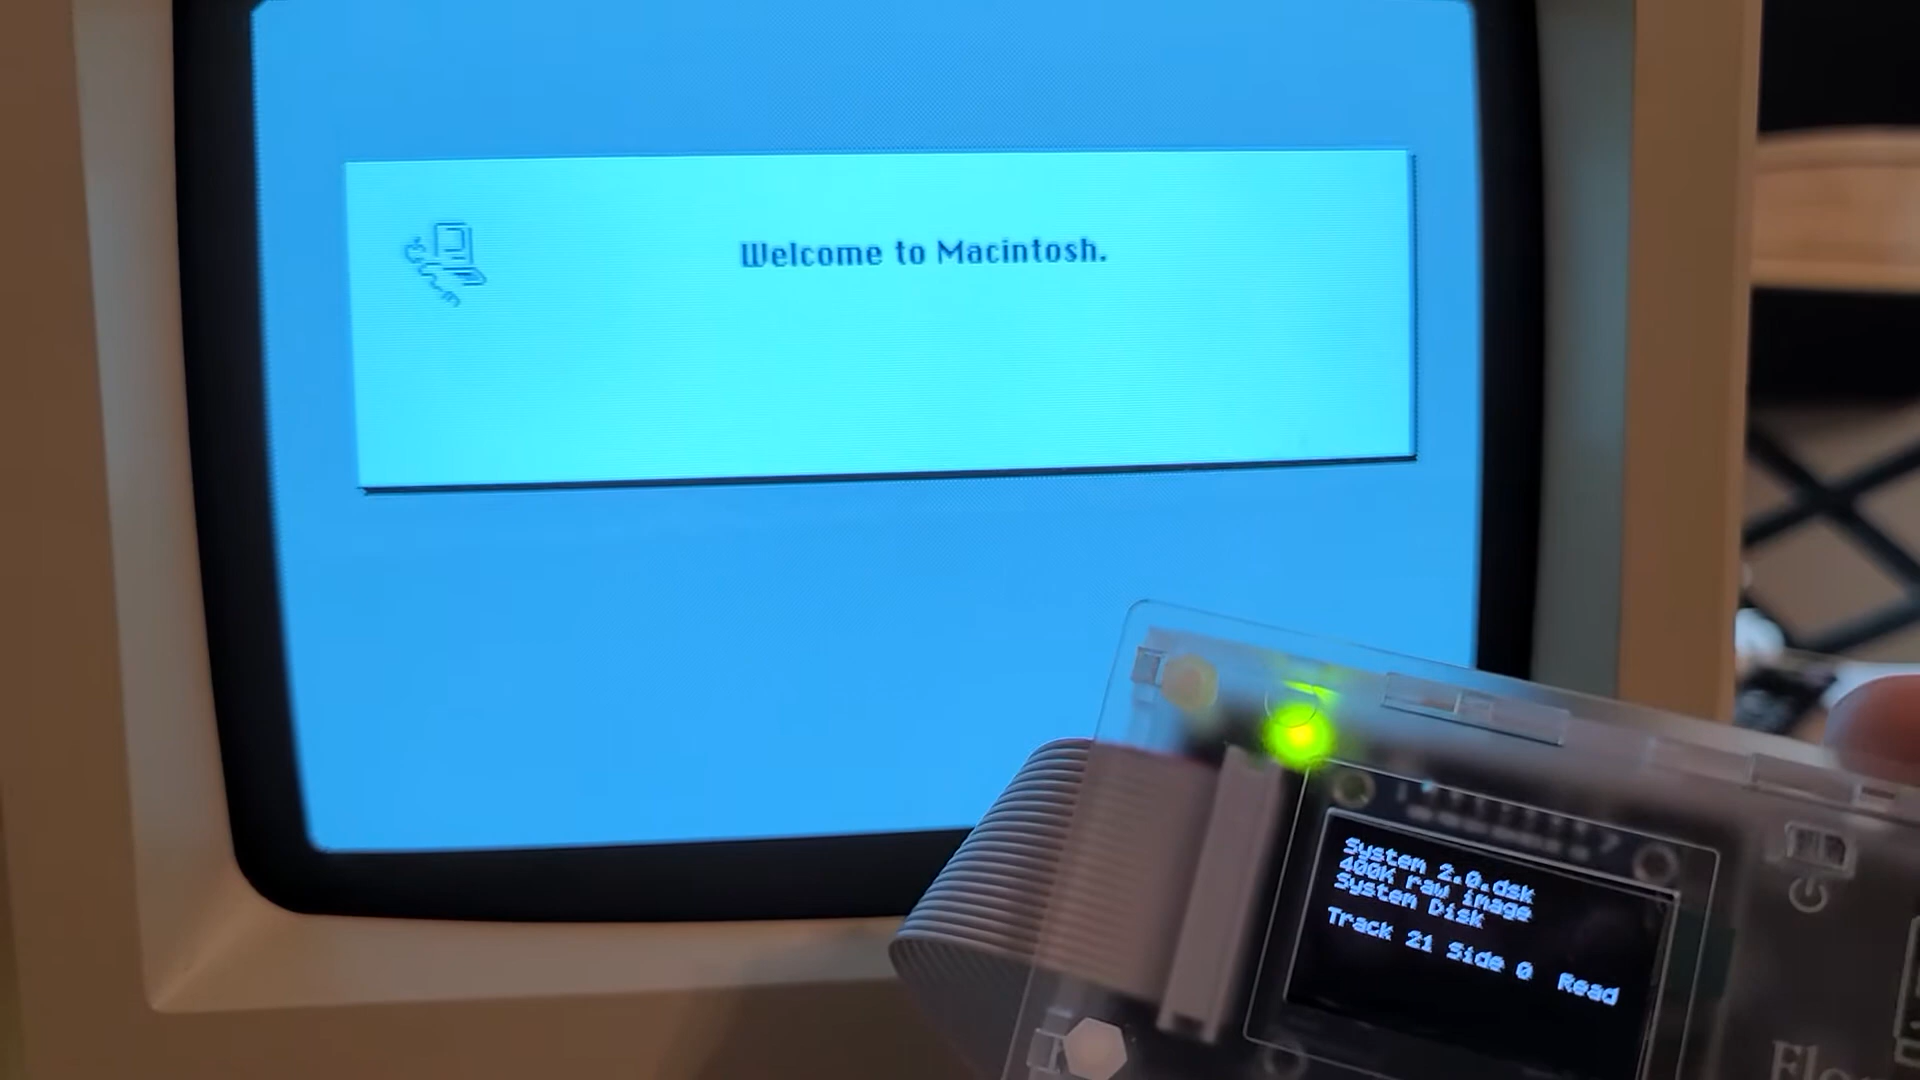 Welcome to Macintosh.
System 2.0.dsk
400K raw image
System Disk
Track 21 Side 0 Read